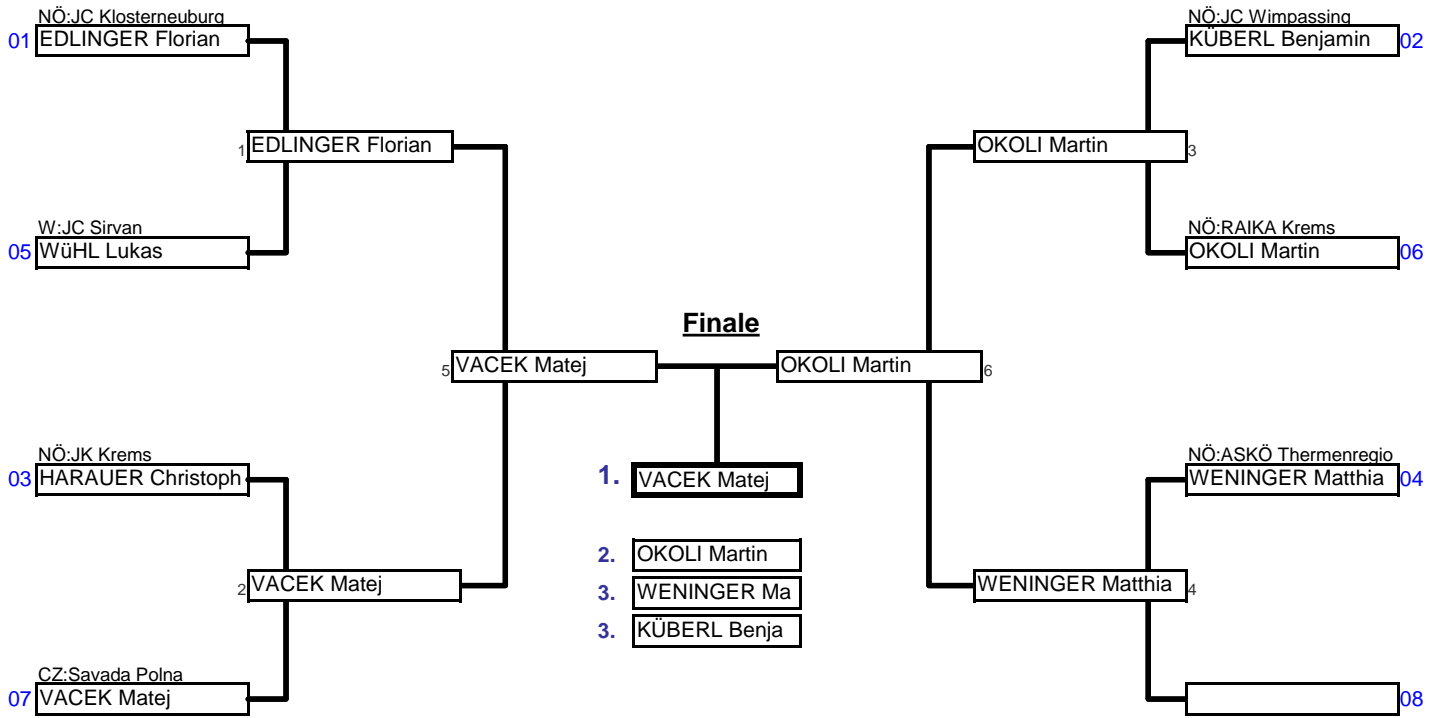 NÖ:JC Klosterneuburg
01 EDLINGER Florian
1 EDLINGER Florian
W:JC Sirvan
05 WüHL Lukas
5 VACEK Matej
NÖ:JK Krems
03 HARAUER Christoph
2 VACEK Matej
CZ:Savada Polna
07 VACEK Matej
Finale
1. VACEK Matej
2. OKOLI Martin
3. WENINGER Ma
3. KÜBERL Benja
NÖ:JC Wimpassing
KÜBERL Benjamin 02
OKOLI Martin 3
NÖ:RAIKA Krems
OKOLI Martin 06
OKOLI Martin 6
NÖ:ASKÖ Thermenregio
WENINGER Matthia 04
WENINGER Matthia 4
08